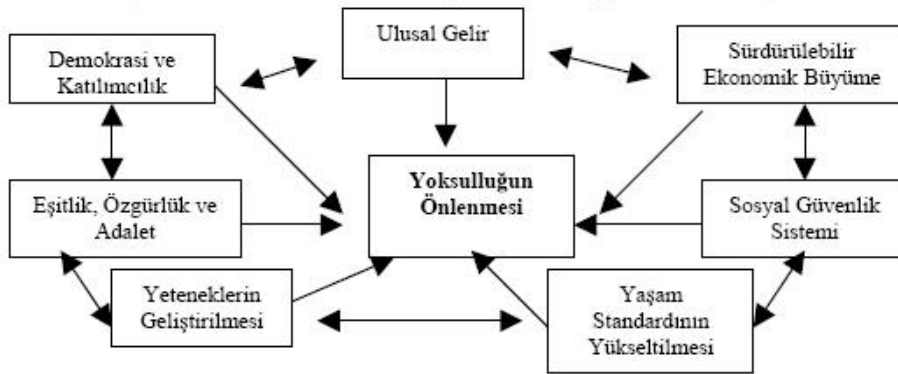 Ulusal Gelir
Demokrasi ve
Katılımcılık
Sürdürülebilir
Ekonomik Büyüme
Yoksulluğun
Önlenmesi
Eşitlik, Özgürlük ve
Adalet
Sosyal Güvenlik
Sistemi
Yeteneklerin
Geliştirilmesi
Yaşam
Standardının
Yükseltilmesi